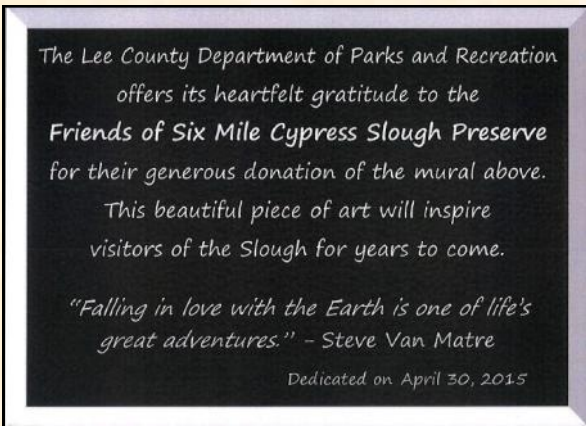 The Lee County Department of Parks and Recreation
offers its heartfelt gratitude to the
Friends of Six Mile Cypress Slough Preserve
for their generous donation of the mural above.
This beautiful piece of art will inspire
visitors of the Slough for years to come.
“Falling in love with the Earth is one of life’s
great adventures.” – Steve Van Matre
Dedicated on April 30, 2015